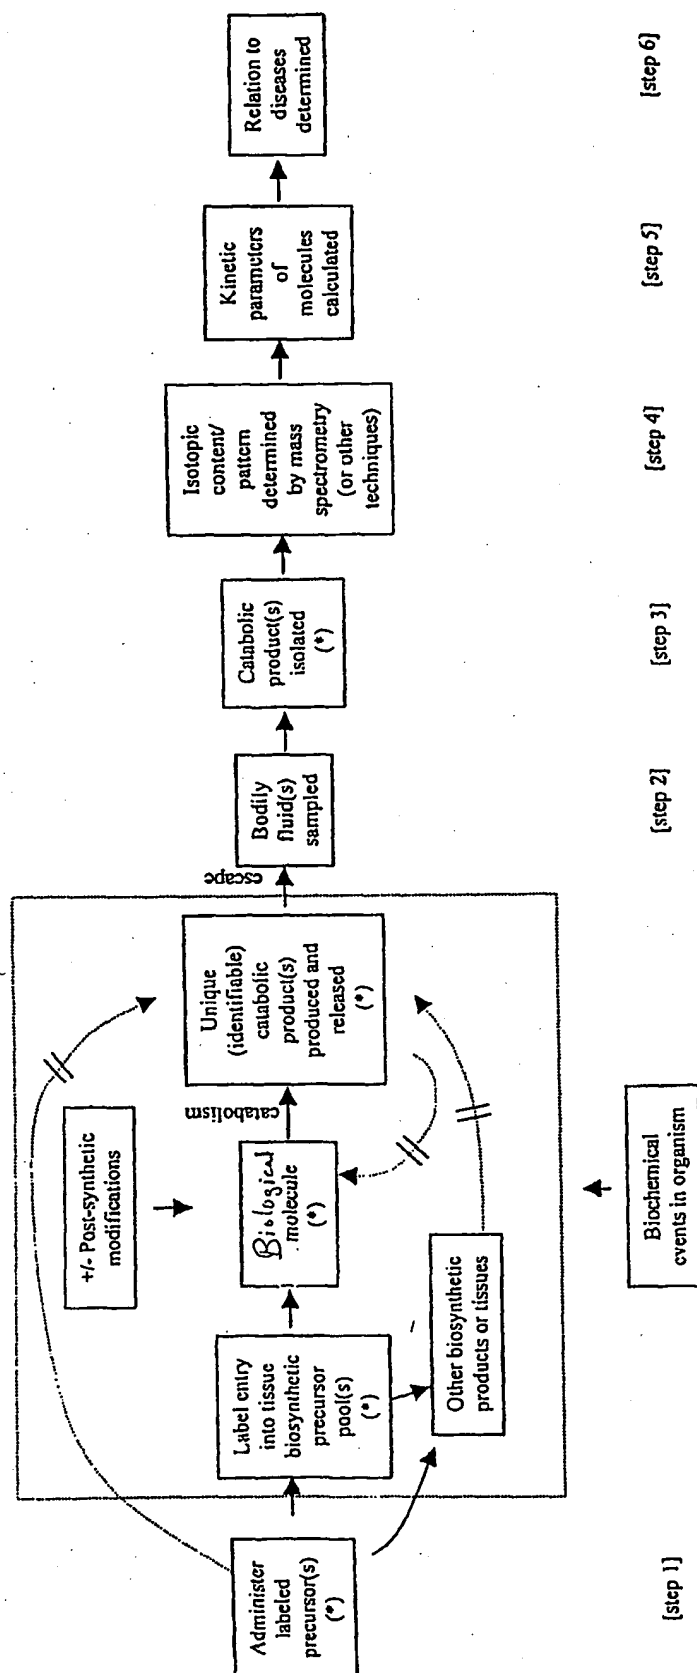 Administer
labeled
precursor(s)
(*)
Label entry
into tissue
biosynthetic
precursor
pool(s)
(*)
+/- Post-synthetic
modifications
Biological
molecule
(*)
catabolism
Unique
(identifiable)
catabolic
product(s)
produced and
released
(*)
Other biosynthetic
products or tissues
Biochemical
events in organism
escape
Bodily
fluid(s)
sampled
Catabolic
product(s)
isolated
(*)
Isotopic
content/
pattern
determined
by mass
spectrometry
(or other
techniques)
Kinetic
parameters
of
molecules
calculated
Relation to
diseases
determined
[step 1]
[step 2]
[step 3]
[step 4]
[step 5]
[step 6]